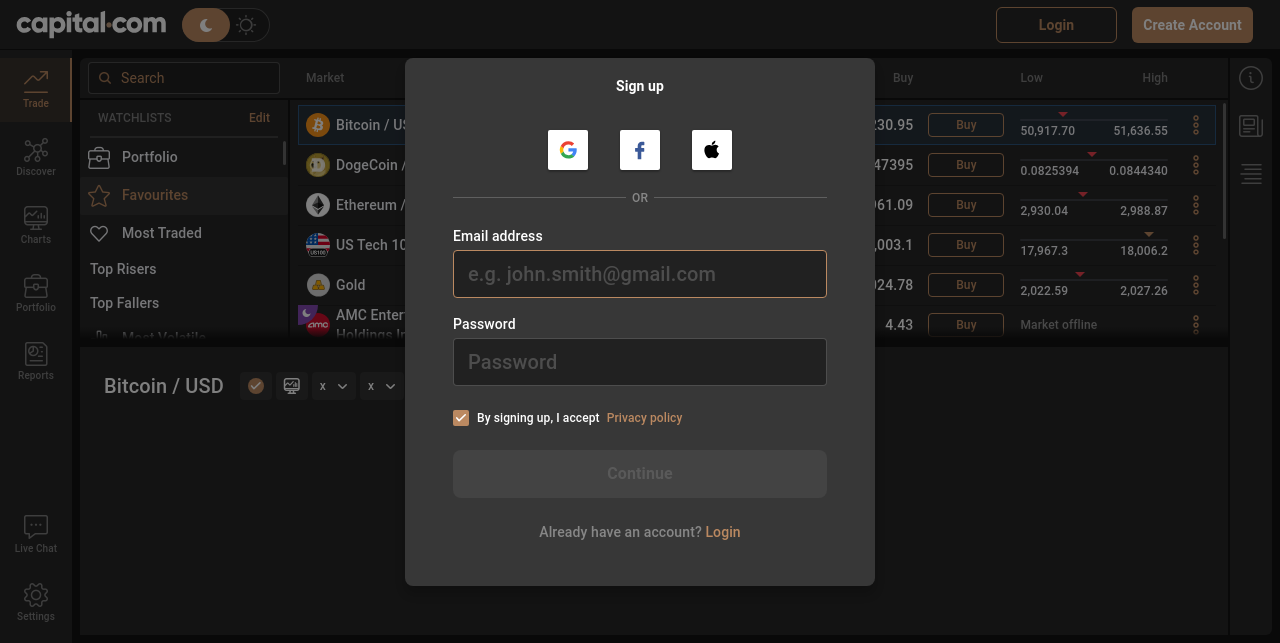 capital.com
Login
Create Account
Trade
Discover
Charts
Portfolio
Reports
Live Chat
Settings
Search
WATCHLISTS
Edit
Portfolio
Favourites
Most Traded
Top Risers
Top Fallers
Most Volatile
Market
Buy
Low
High
Bitcoin / US
230.95
Buy
50,917.70
51,636.55
DogeCoin /
47395
Buy
0.0825394
0.0844340
Ethereum /
961.09
Buy
2,930.04
2,988.87
US100
US Tech 10
,003.1
Buy
17,967.3
18,006.2
Gold
024.78
Buy
2,022.59
2,027.26
amc
AMC Enter
Holdings In
4.43
Buy
Market offline
Bitcoin / USD
x
x
Sign up
OR
Email address
e.g. john.smith@gmail.com
Password
Password
By signing up, I accept Privacy policy
Continue
Already have an account? Login